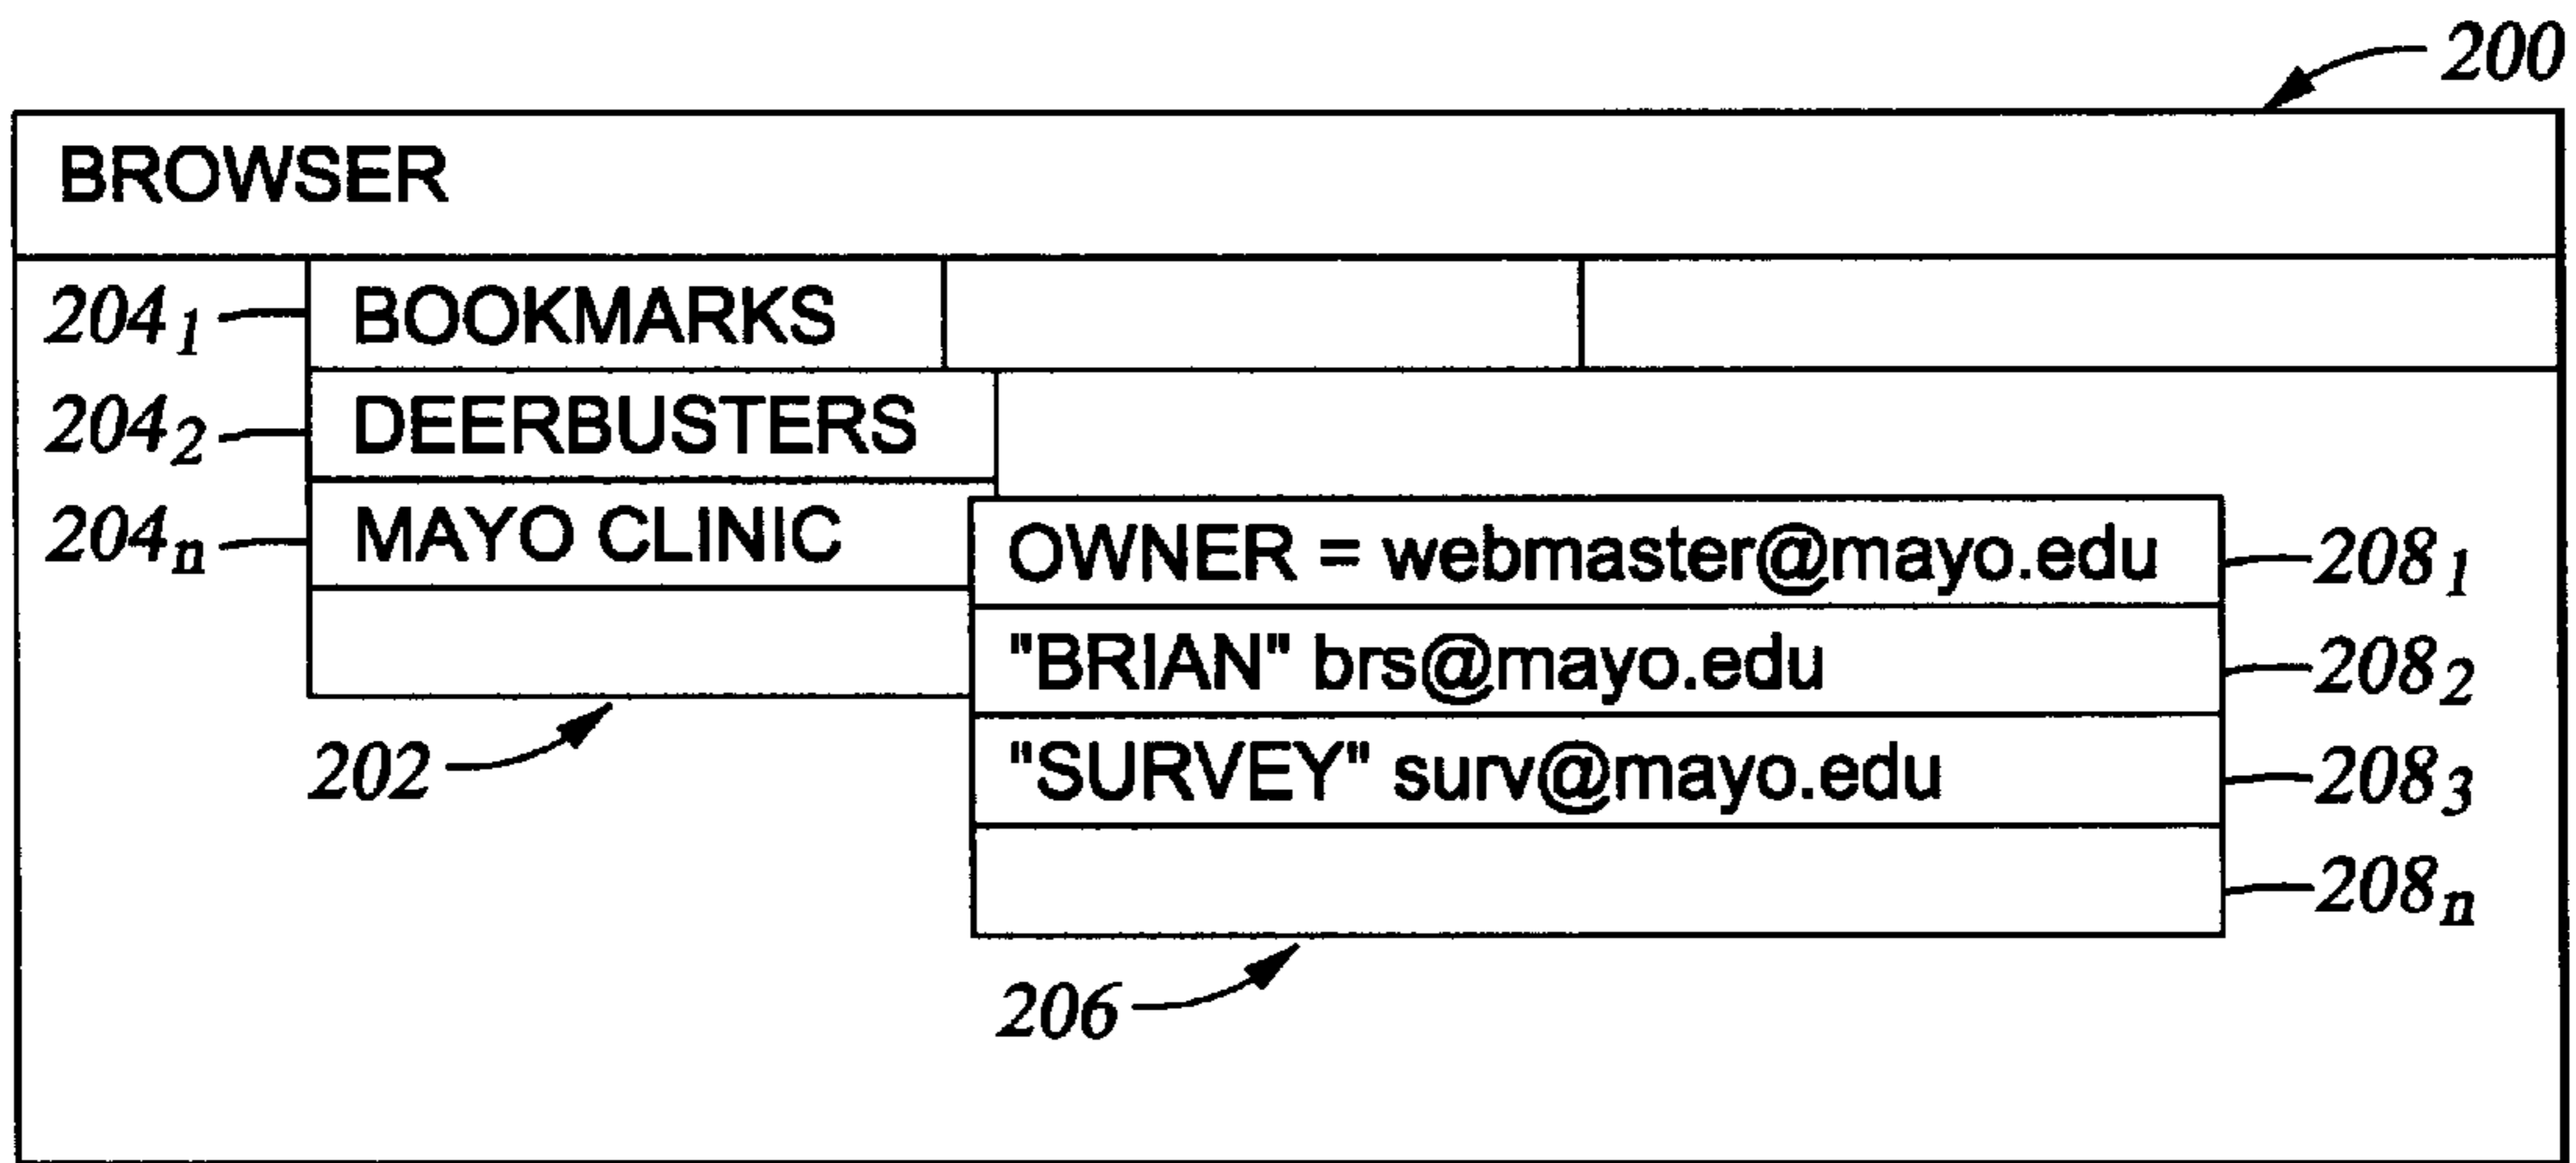 200
BROWSER
204₁ BOOKMARKS
204₂ DEERBUSTERS
204ₙ MAYO CLINIC
OWNER = webmaster@mayo.edu 208₁
"BRIAN" brs@mayo.edu 208₂
202
"SURVEY" surv@mayo.edu 208₃
208ₙ
206